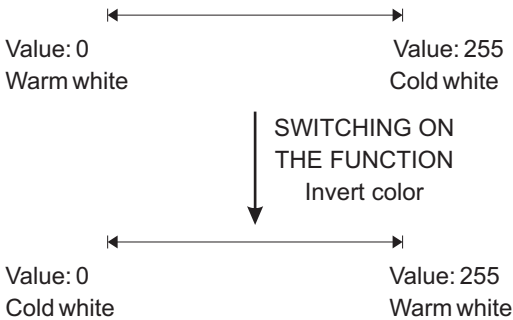 Value: 0 Value: 255
Warm white Cold white
SWITCHING ON
THE FUNCTION
Invert color
Value: 0 Value: 255
Cold white Warm white